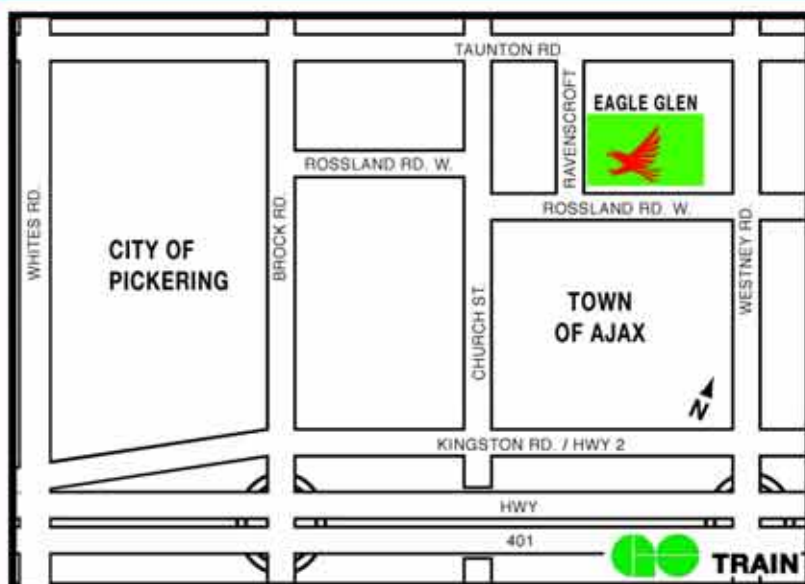 TAUNTON RD
RAVENSCROFT
EAGLE GLEN
ROSSLAND RD. W.
ROSSLAND RD. W.
WHITES RD.
CITY OF
PICKERING
BROCK RD.
CHURCH ST.
TOWN
OF AJAX
WESTNEY RD.
N
KINGSTON RD. / HWY 2
HWY
401
GO TRAIN